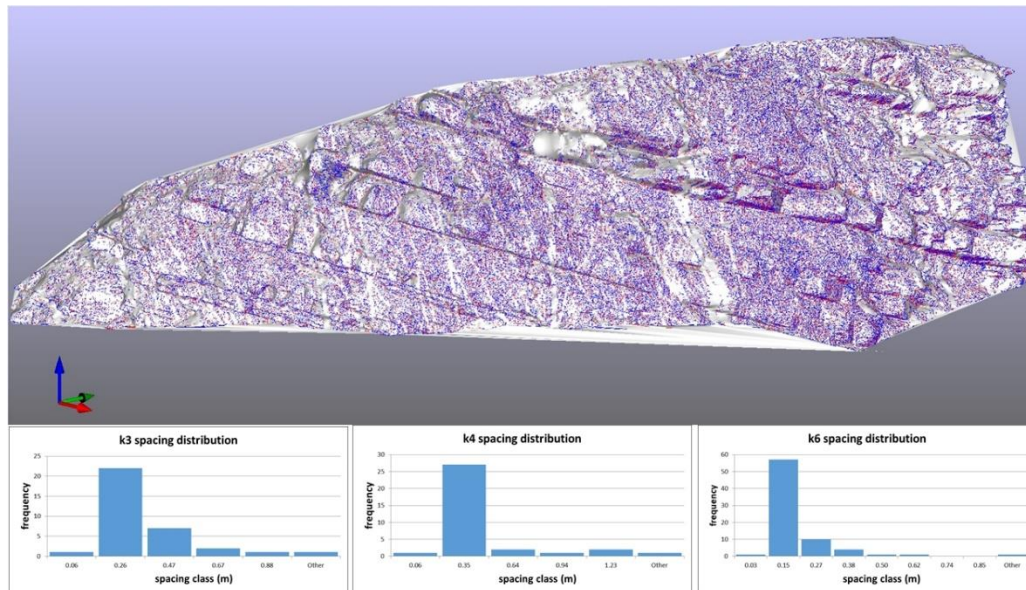 k3 spacing distribution
frequency
25
20
15
10
5
0
0.06 0.26 0.47 0.67 0.88 Other
spacing class (m)
k4 spacing distribution
frequency
30
25
20
15
10
5
0
0.06 0.35 0.64 0.94 1.23 Other
spacing class (m)
k6 spacing distribution
frequency
60
50
40
30
20
10
0
0.03 0.15 0.27 0.38 0.50 0.62 0.74 0.85 Other
spacing class (m)